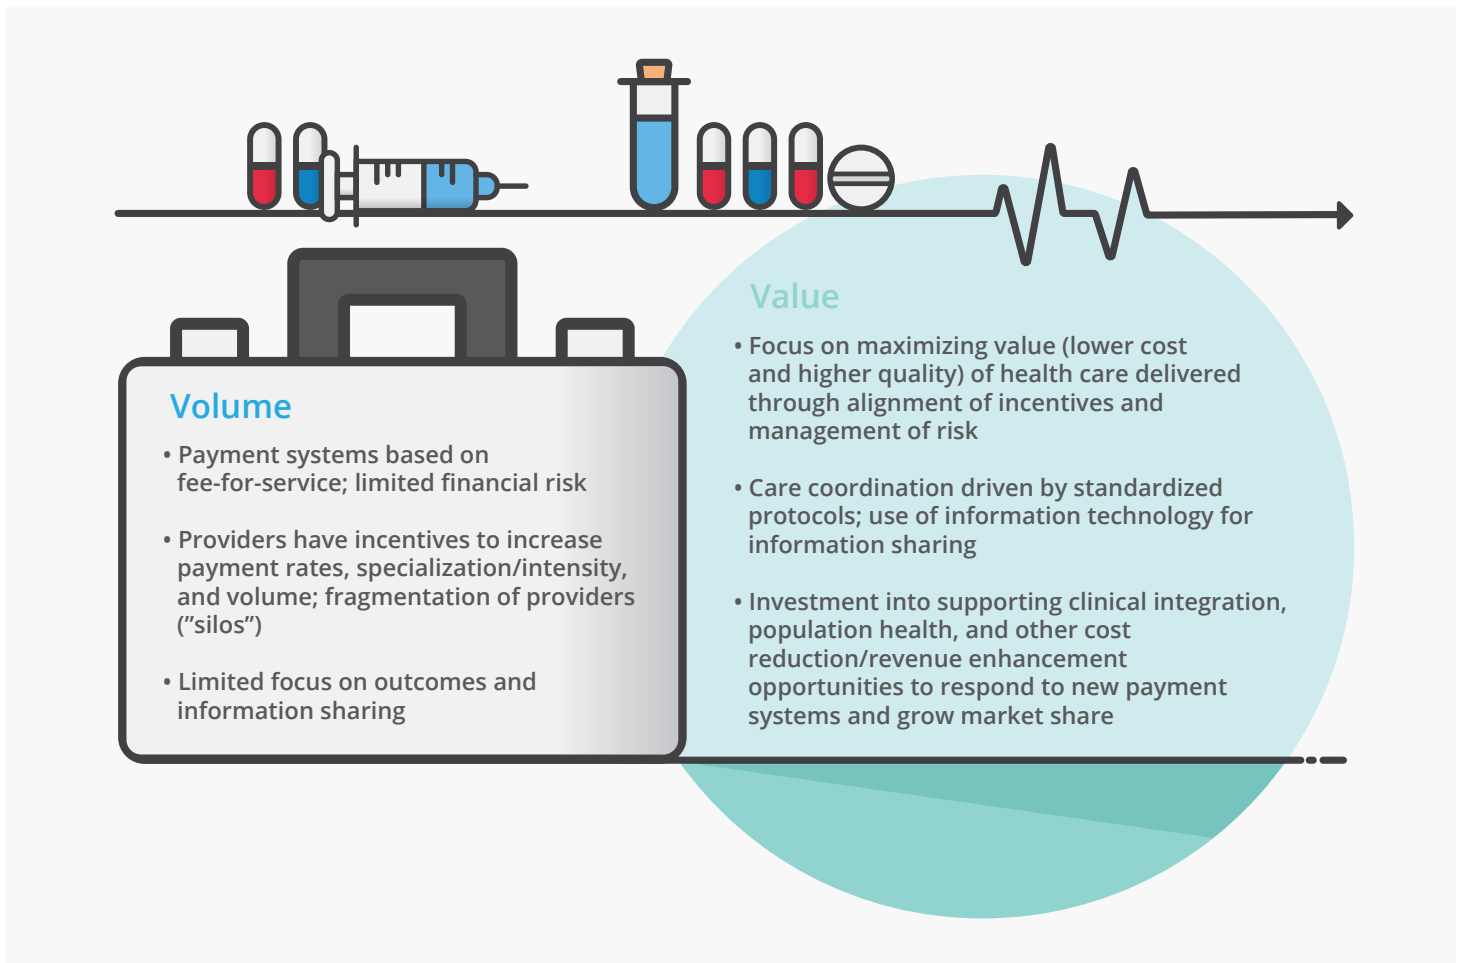 Volume
• Payment systems based on
fee-for-service; limited financial risk
• Providers have incentives to increase
payment rates, specialization/intensity,
and volume; fragmentation of providers
(”silos”)
• Limited focus on outcomes and
information sharing
Value
• Focus on maximizing value (lower cost
and higher quality) of health care delivered
through alignment of incentives and
management of risk
• Care coordination driven by standardized
protocols; use of information technology for
information sharing
• Investment into supporting clinical integration,
population health, and other cost
reduction/revenue enhancement
opportunities to respond to new payment
systems and grow market share